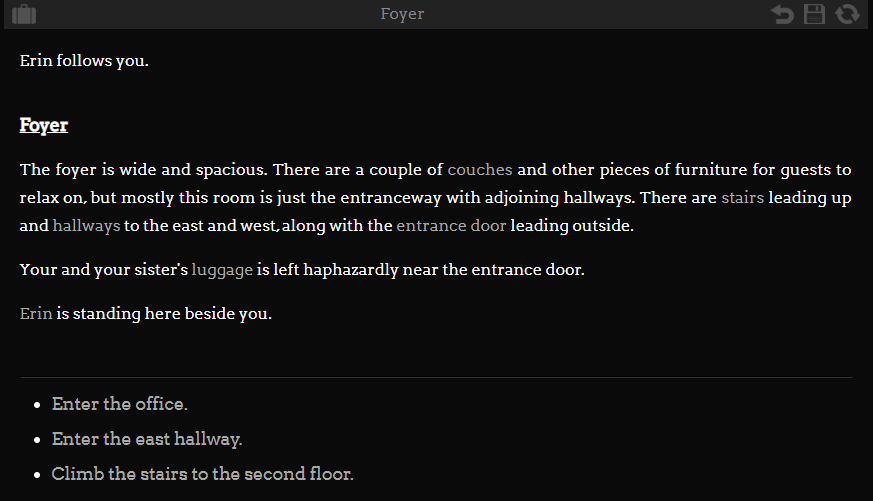 Foyer
Erin follows you.
Foyer
The foyer is wide and spacious. There are a couple of couches and other pieces of furniture for guests to
relax on, but mostly this room is just the entranceway with adjoining hallways. There are stairs leading up
and hallways to the east and west, along with the entrance door leading outside.
Your and your sister's luggage is left haphazardly near the entrance door.
Erin is standing here beside you.
Enter the office.
Enter the east hallway.
Climb the stairs to the second floor.